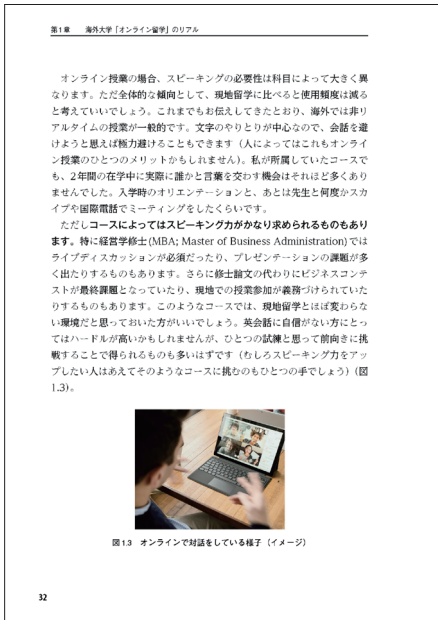 第1章 海外大学「オンライン留学」のリアル
オンライン授業の場合、スピーキングの必要性は科目によって大きく異
なります。ただ全体的な傾向として、現地留学に比べると使用頻度は減る
と考えていいでしょう。これまでもお伝えしてきたとおり、海外では非リ
アルタイムの授業が一般的です。文字のやりとりが中心なので、会話を避
けようと思えば極力避けることもできます（人によってはこれもオンライ
ン授業のひとつのメリットかもしれません）。私が所属していたコースで
も、2年間の在学中に実際に誰かと言葉を交わす機会はそれほど多くあり
ませんでした。入学時のオリエンテーションと、あとは先生と何度かスカ
イプや国際電話でミーティングをしたくらいです。
ただしコースによってはスピーキング力がかなり求められるものもあり
ます。特に経営学修士(MBA; Master of Business Administration)では
ライブディスカッションが必須だったり、プレゼンテーションの課題が多
く出たりするものもあります。さらに修士論文の代わりにビジネスコンテ
ストが最終課題となっていたり、現地での授業参加が義務づけられていた
りするものもあります。このようなコースでは、現地留学とほぼ変わらな
い環境だと思っておいた方がいいでしょう。英会話に自信がない方にとっ
てはハードルが高いかもしれませんが、ひとつの試練と思って前向きに挑
戦することで得られるものも多いはずです（むしろスピーキング力をアッ
プしたい人はあえてそのようなコースに挑むのもひとつの手でしょう）（図
1.3）。
図1.3 オンラインで対話をしている様子（イメージ）
32